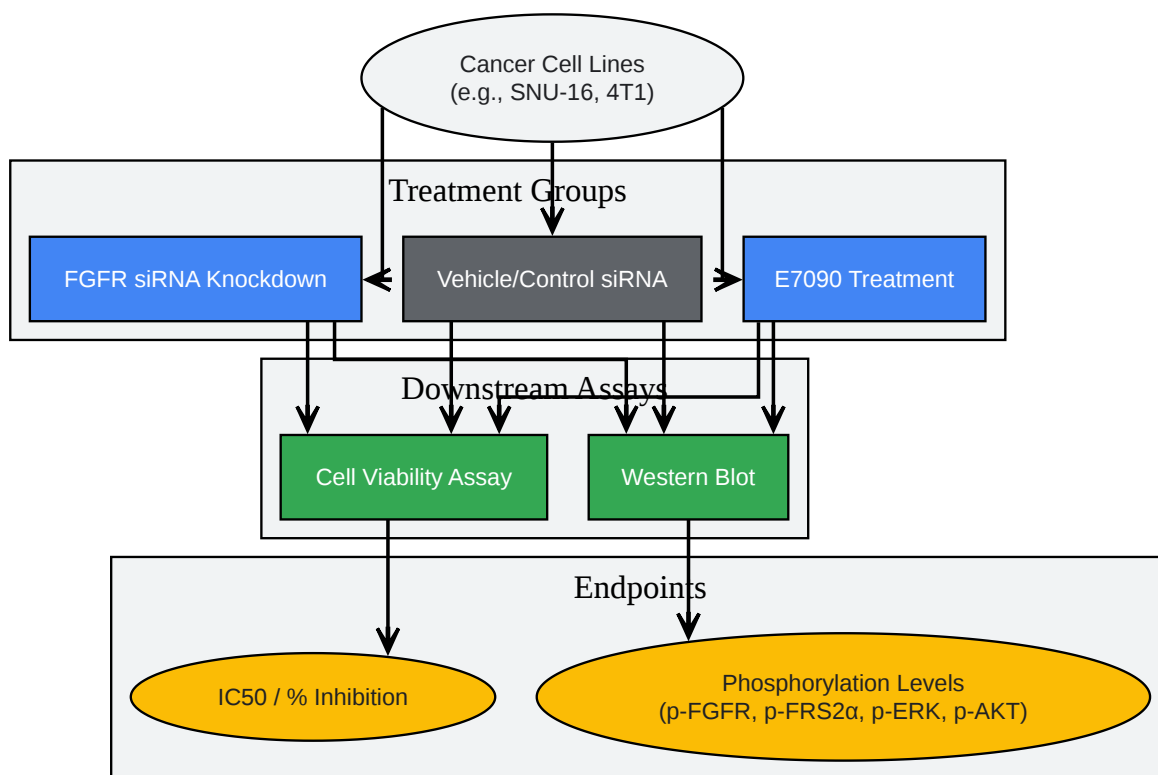 Cancer Cell Lines
(e.g., SNU-16, 4T1)
Treatment Groups
FGFR siRNA Knockdown
Vehicle/Control siRNA
E7090 Treatment
Downstream Assays
Cell Viability Assay
Western Blot
Endpoints
IC50 / % Inhibition
Phosphorylation Levels
(p-FGFR, p-FRS2α, p-ERK, p-AKT)